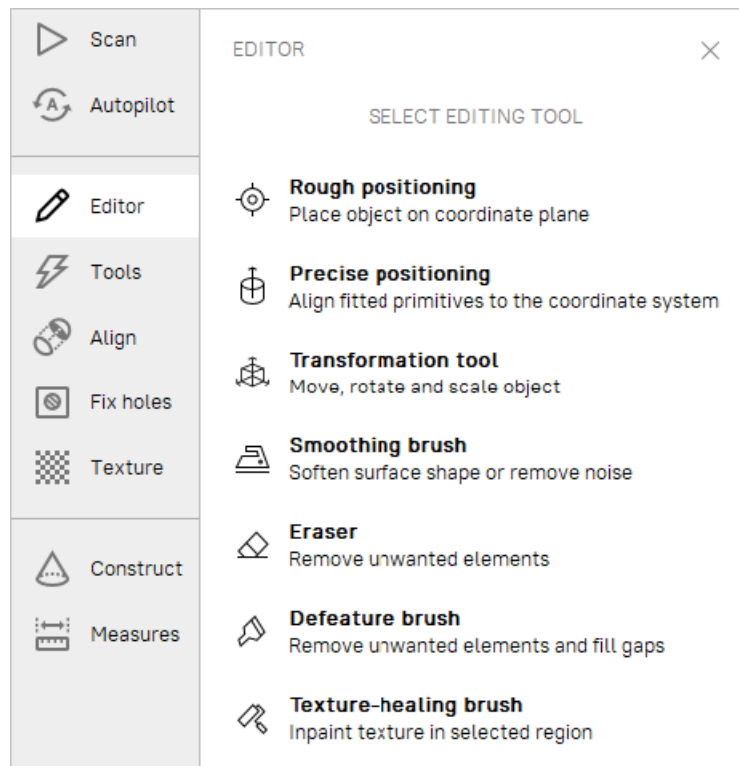 Scan
Autopilot
Editor
Tools
Align
Fix holes
Texture
Construct
Measures
EDITOR
SELECT EDITING TOOL
Rough positioning
Place object on coordinate plane
Precise positioning
Align fitted primitives to the coordinate system
Transformation tool
Move, rotate and scale object
Smoothing brush
Soften surface shape or remove noise
Eraser
Remove unwanted elements
Defeature brush
Remove unwanted elements and fill gaps
Texture-healing brush
Inpaint texture in selected region